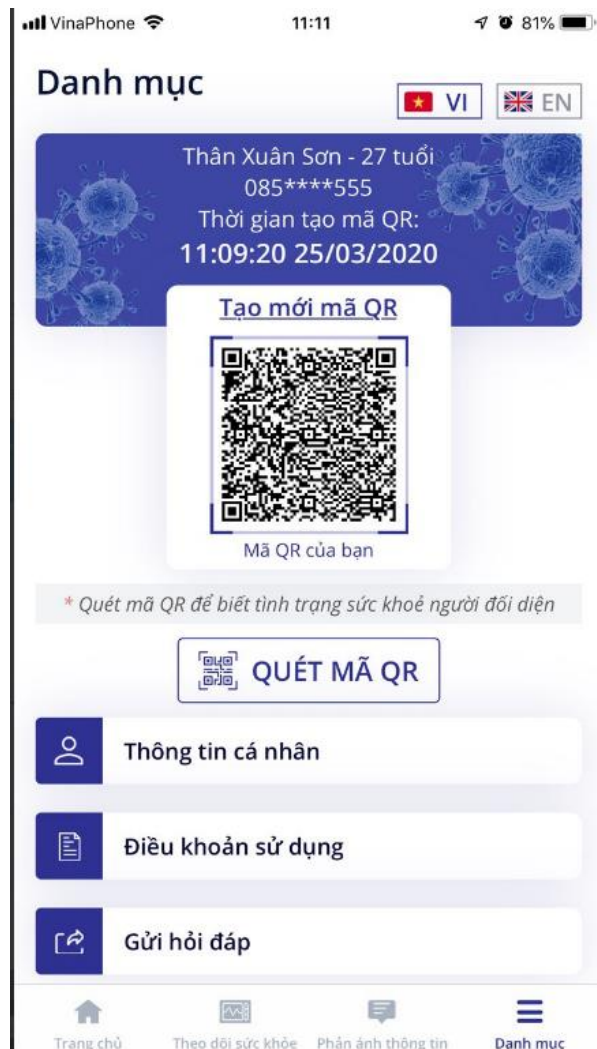 VinaPhone 11:11 81%
Danh mục
VI EN
Thân Xuân Sơn - 27 tuổi
085****555
Thời gian tạo mã QR:
11:09:20 25/03/2020
Tạo mới mã QR
Mã QR của bạn
* Quét mã QR để biết tình trạng sức khoẻ người đối diện
QUÉT MÃ QR
Thông tin cá nhân
Điều khoản sử dụng
Gửi hỏi đáp
Trang chủ Theo dõi sức khỏe Phản ánh thông tin Danh mục